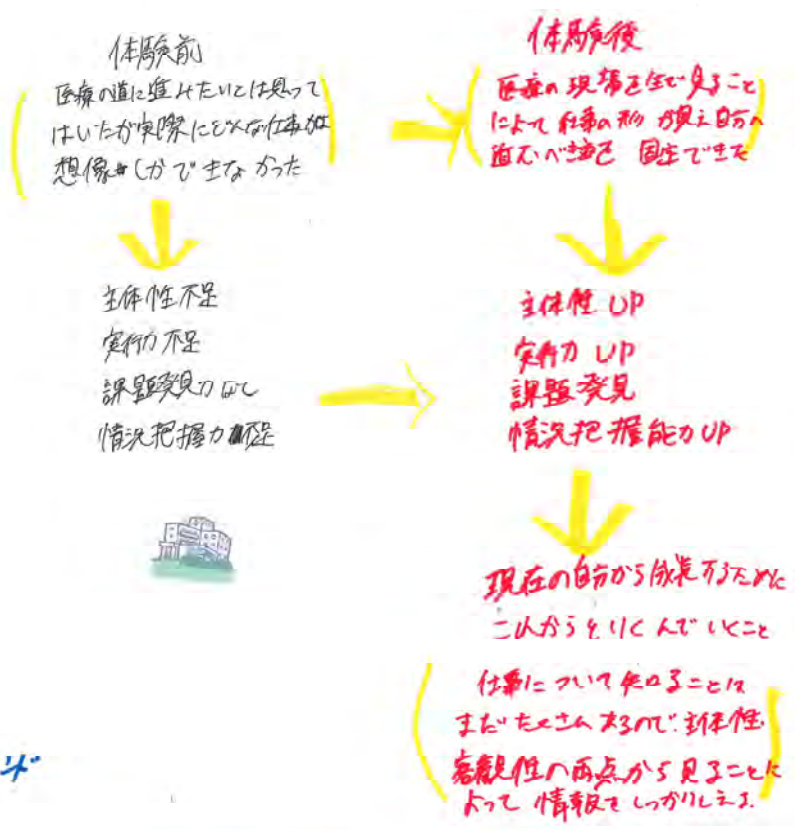 体験前
医療の道に進みたいとは思って
はいたが実際にどんな仕事かは
想像しかできなかった
主体性不足
実行力不足
課題発見力なし
情況把握力不足
体験後
医療の現場を生で見ること
によって仕事の形が見え自分の
進むべき道を固定できた
主体性UP
実行力UP
課題発見
情況把握能力UP
現在の自分から成長するために
これからとりくんでいくこと
仕事について知ることは
まだたくさんあるので、主体性、
客観性の両点から見ることに
よって情報をしっかりとらえる。